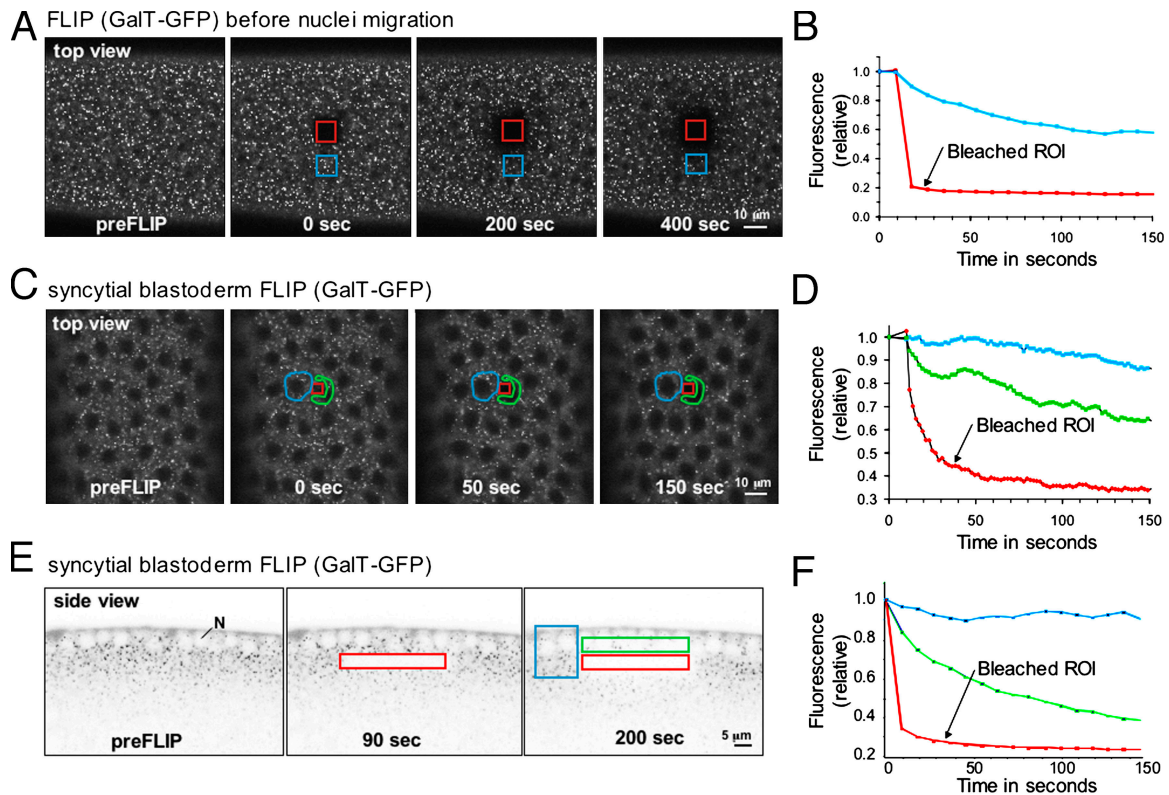 A FLIP (GalT-GFP) before nuclei migration
top view
preFLIP
0 sec
200 sec
400 sec
10 μm
B
Fluorescence
(relative)
1.0
0.8
0.6
0.4
0.2
0.0
Bleached ROI
0 50 100 150
Time in seconds
C syncytial blastoderm FLIP (GalT-GFP)
top view
preFLIP
0 sec
50 sec
150 sec
10 μm
D
Fluorescence
(relative)
1.0
0.9
0.8
0.7
0.6
0.5
0.4
0.3
Bleached ROI
0 50 100 150
Time in seconds
E syncytial blastoderm FLIP (GalT-GFP)
side view
N
preFLIP
90 sec
200 sec
5 μm
F
Fluorescence
(relative)
1.0
0.8
0.6
0.4
0.2
Bleached ROI
0 50 100 150
Time in seconds